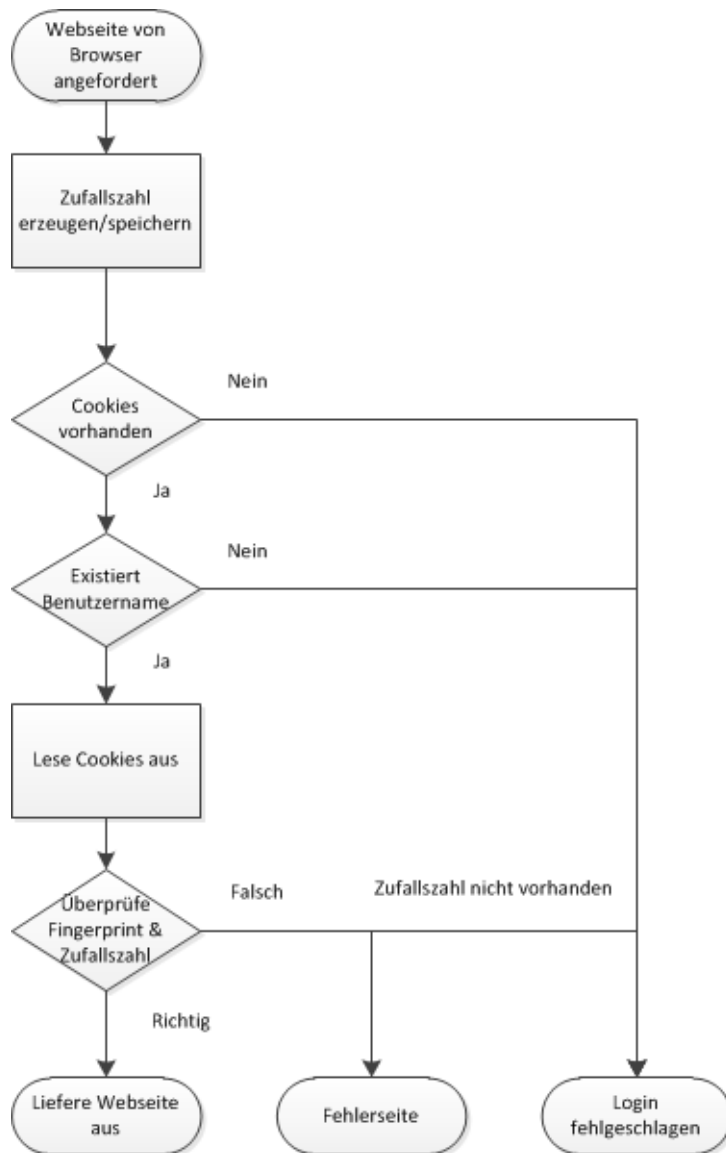 Webseite von
Browser
angefordert
Zufallszahl
erzeugen/speichern
Nein
Cookies
vorhanden
Ja
Nein
Existiert
Benutzername
Ja
Lese Cookies aus
Falsch
Zufallszahl nicht vorhanden
Überprüfe
Fingerprint &
Zufallszahl
Richtig
Liefere Webseite
aus
Fehlerseite
Login
fehlgeschlagen